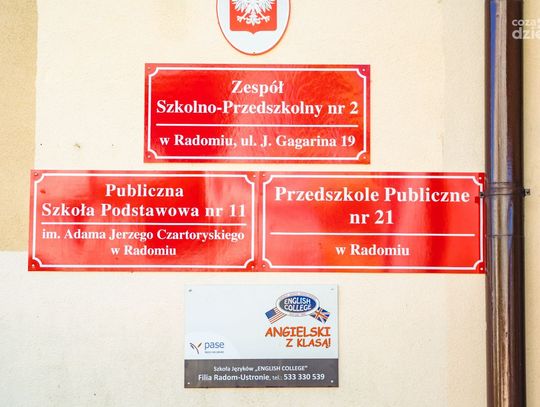 Zespół
Szkolno-Przedszkolny nr 2
w Radomiu, ul. J. Gagarina 19
Publiczna
Szkoła Podstawowa nr 11
im. Adama Jerzego Czartoryskiego
w Radomiu
Przedszkole Publiczne
nr 21
w Radomiu
ENGLISH
COLLEGE
ANGIELSKI
Z KLASĄ!
pase
Szkoła Języków „ENGLISH COLLEGE"
Filia Radom-Ustronie, tel.: 533 330 539